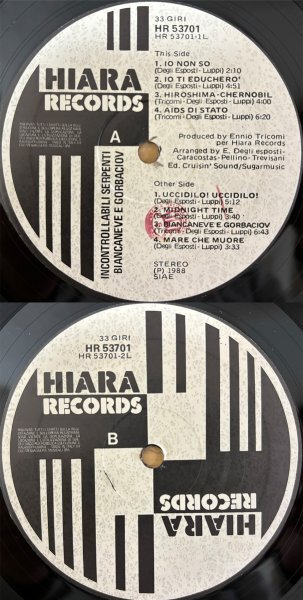 33 GIRI
HR 53701
HR 53701-1L
This Side
1. IO NON SO
(Degli Esposti - Luppi) 2:10
2. IO TI EDUCHERO'
(Degli Esposti - Luppi) 4:51
3. HIROSHIMA-CHERNOBIL
(Tricomi - Degli Esposti - Luppi) 4:00
4. AIDS DI STATO
(Tricomi - Degli Esposti - Luppi) 6:20
Produced by Ennio Tricomi
per Hiara Records
Arranged by E. Degli esposti-
Caracostas-Pellino-Trevisani
Ed. Cruisin' Sound/Sugarmusic
Other Side
1. UCCIDILO! UCCIDILO!
(Degli Esposti - Luppi) 5:12
2. MIDNIGHT TIME
(Degli Esposti - Luppi) 3:40
3. BIANCANEVE E GORBACIOV
(Tricomi - Degli Esposti - Luppi) 6:43
4. MARE CHE MUORE
(Degli Esposti - Luppi) 3:33
STEREO
(P) 1988
SIAE
HIARA
RECORDS
A
INCONTROLLABILI SERPENTI
BIANCANEVE E GORBACIOV
33 GIRI
HR 53701
HR 53701-2L
HIARA
RECORDS
B
HIARA
RECORDS